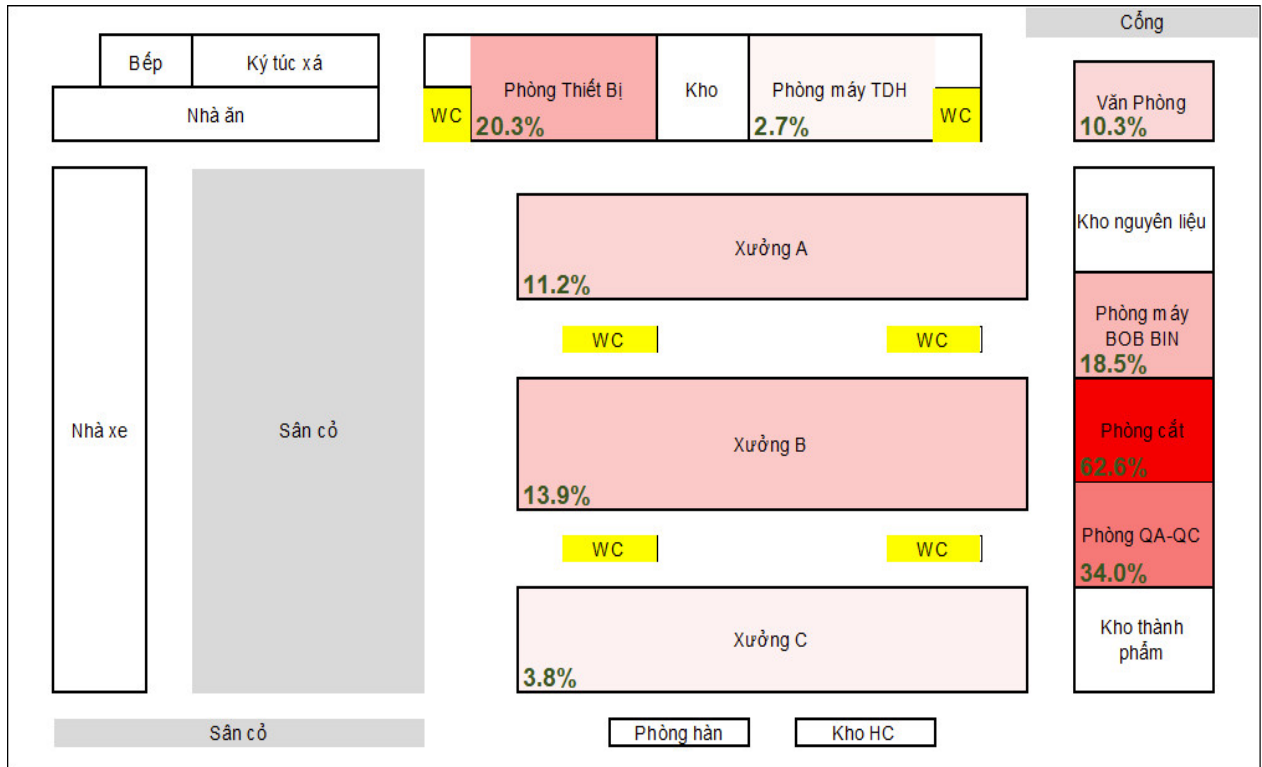 Cổng
Bếp
Ký túc xá
Nhà ăn
WC
Phòng Thiết Bị
20.3%
Kho
Phòng máy TDH
2.7%
WC
Văn Phòng
10.3%
Nhà xe
Sân cỏ
Xưởng A
11.2%
WC
WC
Xưởng B
13.9%
WC
WC
Xưởng C
3.8%
Kho nguyên liệu
Phòng máy
BOB BIN
18.5%
Phòng cắt
62.6%
Phòng QA-QC
34.0%
Kho thành
phẩm
Sân cỏ
Phòng hàn
Kho HC